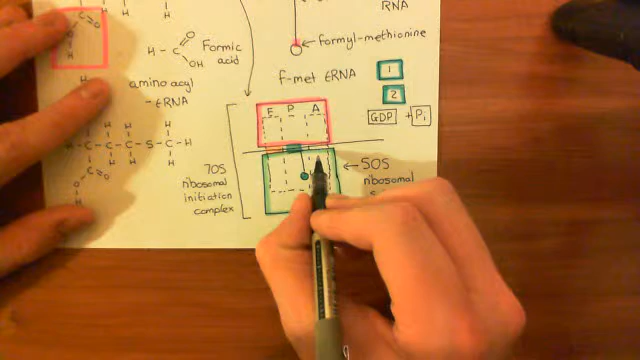 RNA
formyl-methionine
Formic
acid
H-C
O
OH
f-met tRNA
1
2
GDP + Pi
amino acyl
-tRNA
H H H H
-C-C-C-S-C-H
H H H
C
O
H
E P A
70S
ribosomal
initiation
complex
50S
ribosomal